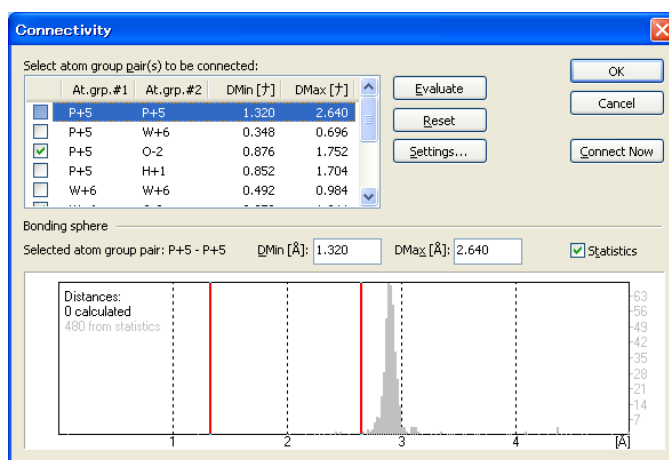 Connectivity
Select atom group pair(s) to be connected:
At.grp.#1 At.grp.#2 DMin [ﾅ] DMax [ﾅ]
P+5 P+5 1.320 2.640
P+5 W+6 0.348 0.696
P+5 O-2 0.876 1.752
P+5 H+1 0.852 1.704
W+6 W+6 0.492 0.984
Evaluate
Reset
Settings...
OK
Cancel
Connect Now
Bonding sphere
Selected atom group pair: P+5 - P+5 DMin [Å]: 1.320 DMax [Å]: 2.640 Statistics
Distances:
0 calculated
480 from statistics
63
56
49
42
35
28
21
14
7
1 2 3 4 [Å]